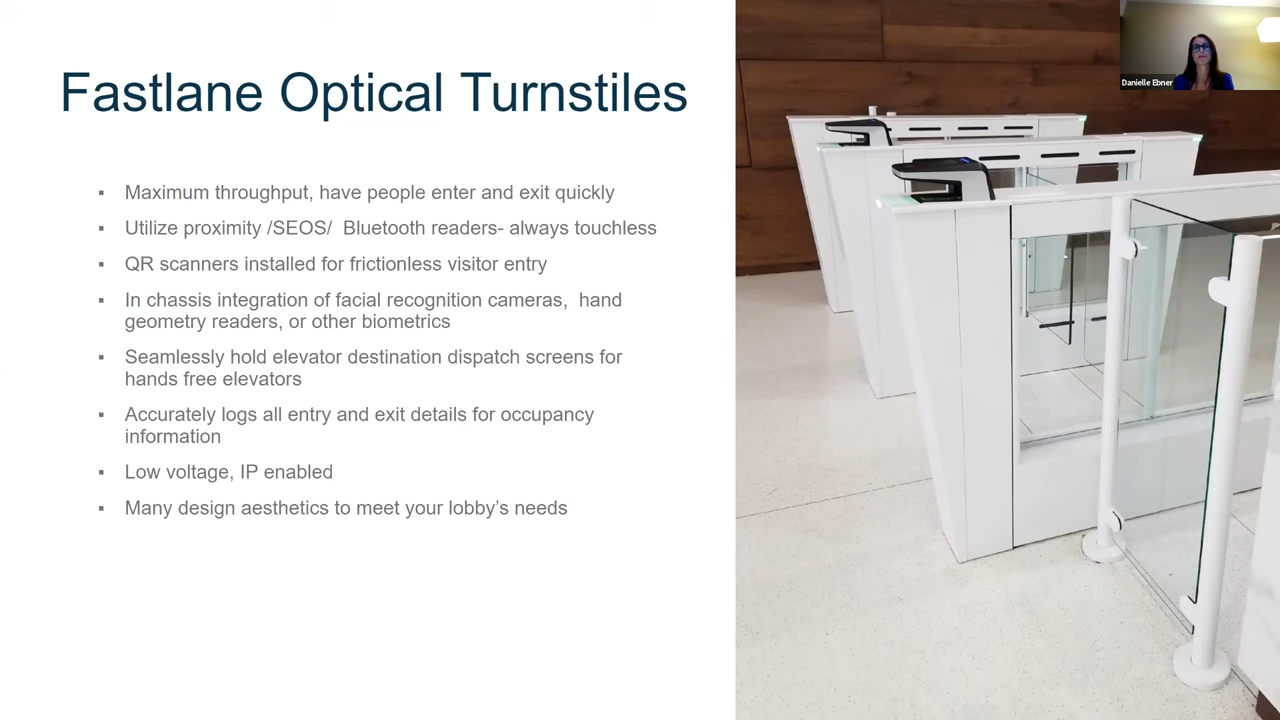 Fastlane Optical Turnstiles
▪ Maximum throughput, have people enter and exit quickly
▪ Utilize proximity /SEOS/  Bluetooth readers- always touchless
▪ QR scanners installed for frictionless visitor entry
▪ In chassis integration of facial recognition cameras,  hand
geometry readers, or other biometrics
▪ Seamlessly hold elevator destination dispatch screens for
hands free elevators
▪ Accurately logs all entry and exit details for occupancy
information
▪ Low voltage, IP enabled
▪ Many design aesthetics to meet your lobby’s needs
Danielle Ebner